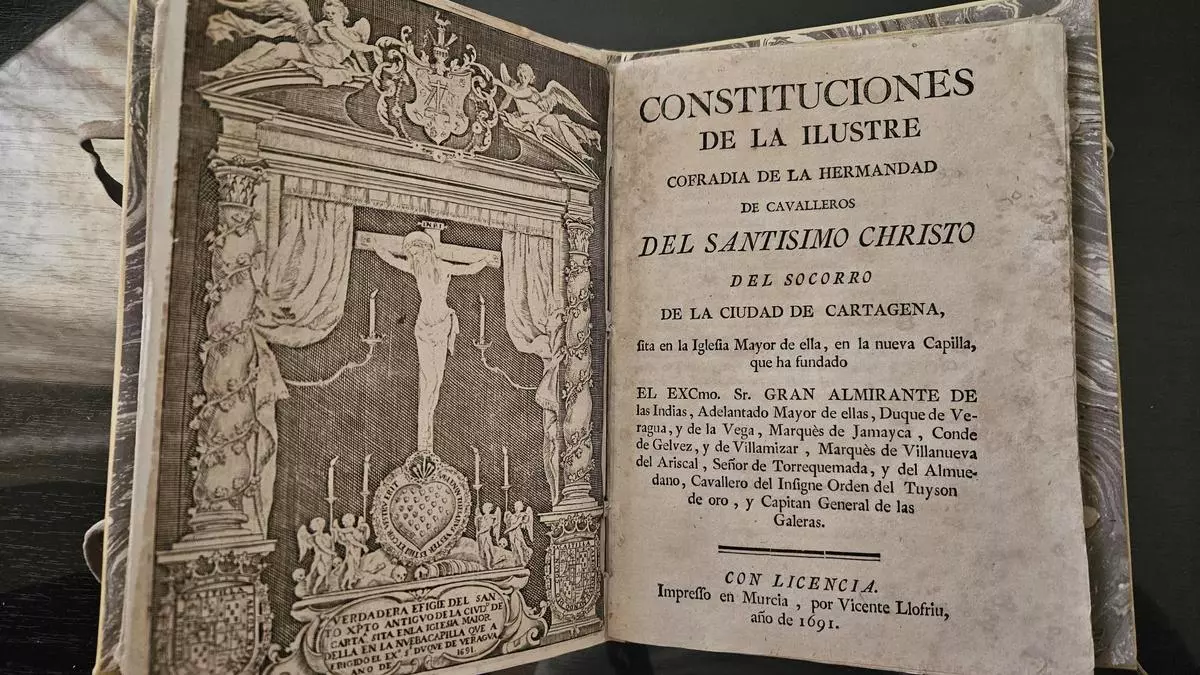 INRI
VERDADERA EFIGIE DEL SAN
TO XPTO ANTIGVO DE LA CIVD. DE
CARTA. SITA EN LA IGLESIA MAIOR
DELLA EN LA NVEBA CAPILLA QUE A
ERIGIDO EL EX. S. DUQVE DE VERAGVA
ANO DE 1691
CONSTITUCIONES
DE LA ILUSTRE
COFRADIA DE LA HERMANDAD
DE CAVALLEROS
DEL SANTISIMO CHRISTO
DEL SOCORRO
DE LA CIUDAD DE CARTAGENA,
sita en la Iglesia Mayor de ella, en la nueva Capilla,
que ha fundado
EL EXCmo. Sr. GRAN ALMIRANTE DE
las Indias, Adelantado Mayor de ellas, Duque de Ve-
ragua, y de la Vega, Marquès de Jamayca, Conde
de Gelvez, y de Villamizar, Marquès de Villanueva
del Ariscal, Señor de Torrequemada, y del Almue-
dano, Cavallero del Insigne Orden del Tuyson
de oro, y Capitan General de las
Galeras.
CON LICENCIA.
Impresso en Murcia, por Vicente Llofriu,
año de 1691.